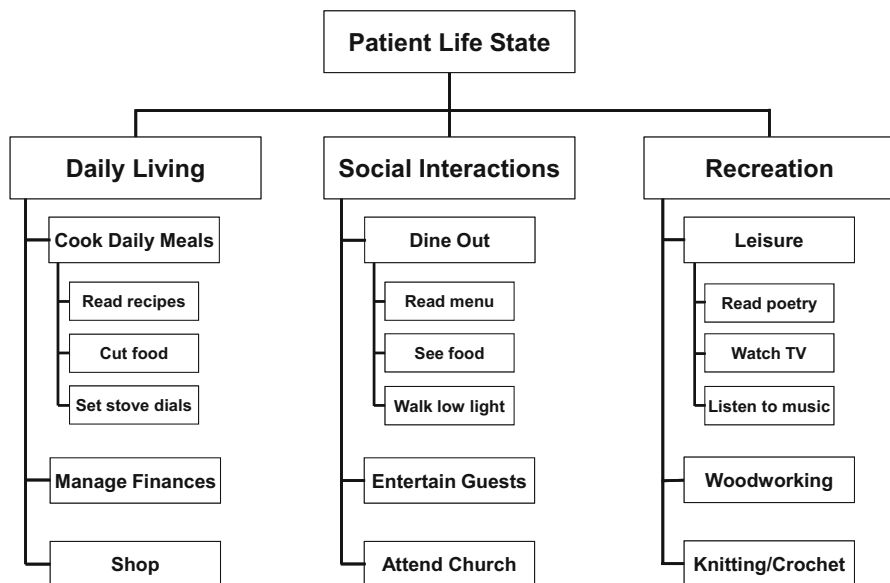 Patient Life State
Daily Living
Social Interactions
Recreation
Cook Daily Meals
Read recipes
Cut food
Set stove dials
Manage Finances
Shop
Dine Out
Read menu
See food
Walk low light
Entertain Guests
Attend Church
Leisure
Read poetry
Watch TV
Listen to music
Woodworking
Knitting/Crochet